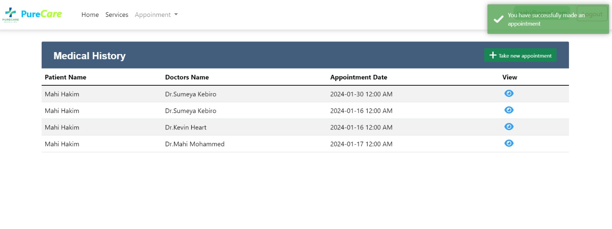 PureCare
Home Services Appoinment
You have successfully made an
appointment
Medical History
Take new appointment
Patient Name Doctors Name Appointment Date View
Mahi Hakim Dr.Sumeya Kebiro 2024-01-30 12:00 AM
Mahi Hakim Dr.Sumeya Kebiro 2024-01-16 12:00 AM
Mahi Hakim Dr.Kevin Heart 2024-01-16 12:00 AM
Mahi Hakim Dr.Mahi Mohammed 2024-01-17 12:00 AM